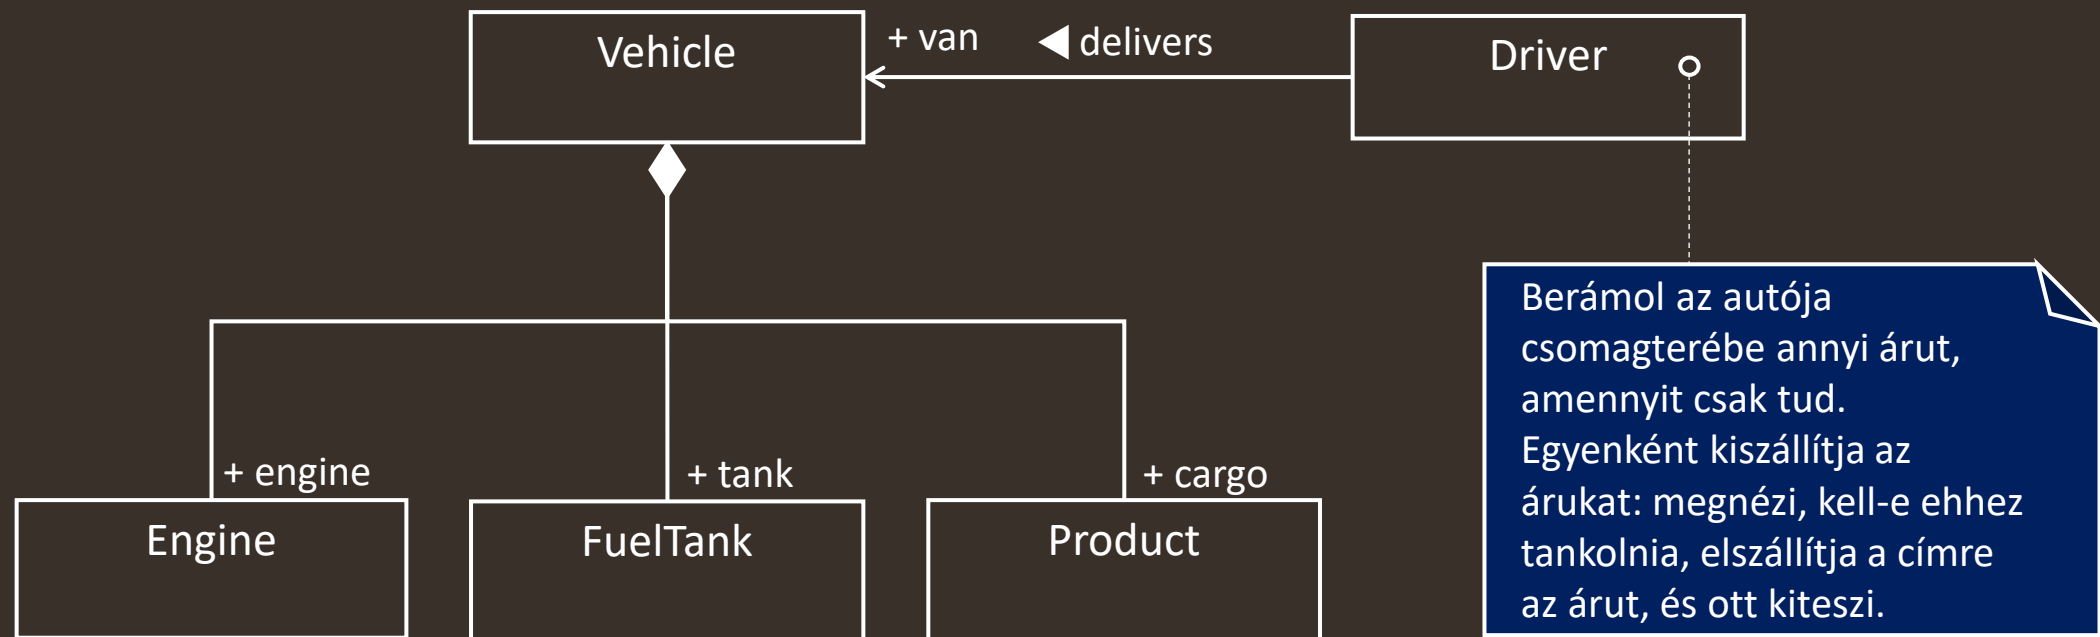 Vehicle
+ van
◀ delivers
Driver
+ engine
+ tank
+ cargo
Engine
FuelTank
Product
Berámol az autója
csomagterébe annyi árut,
amennyit csak tud.
Egyenként kiszállítja az
árukat: megnézi, kell-e ehhez
tankolnia, elszállítja a címre
az árut, és ott kiteszi.